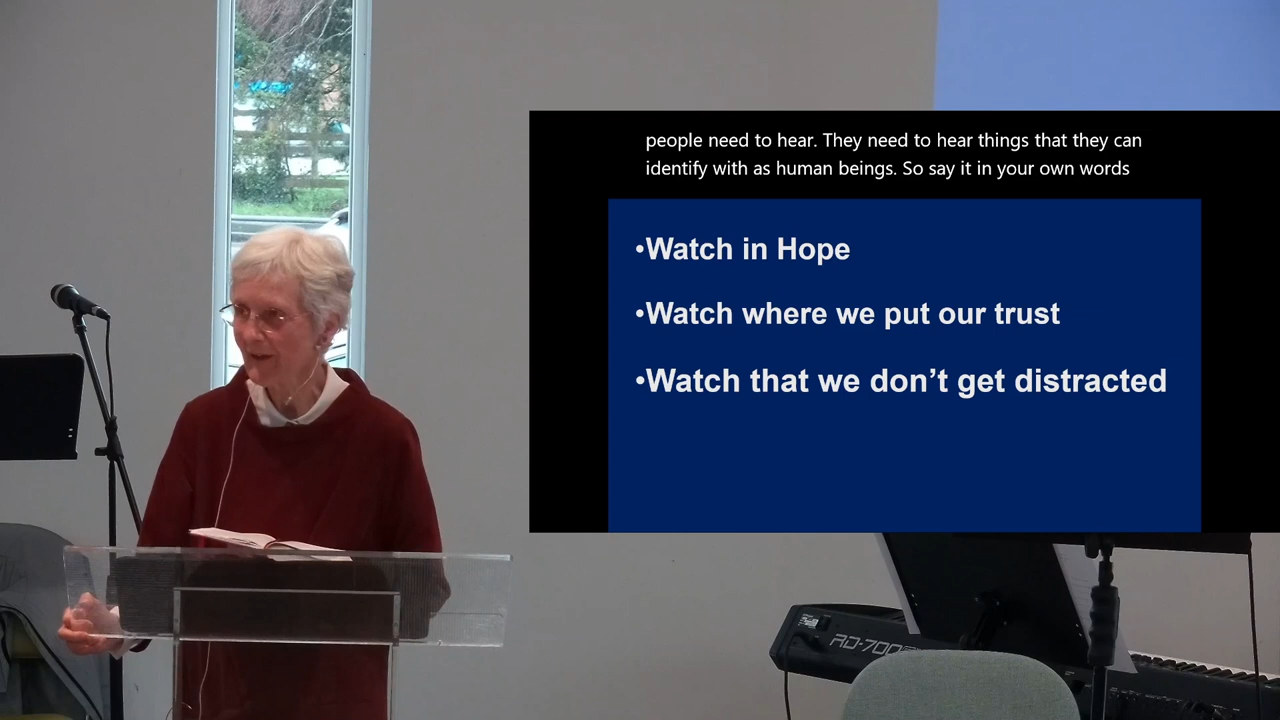 people need to hear. They need to hear things that they can
identify with as human beings. So say it in your own words
•Watch in Hope
•Watch where we put our trust
•Watch that we don’t get distracted
RD-700